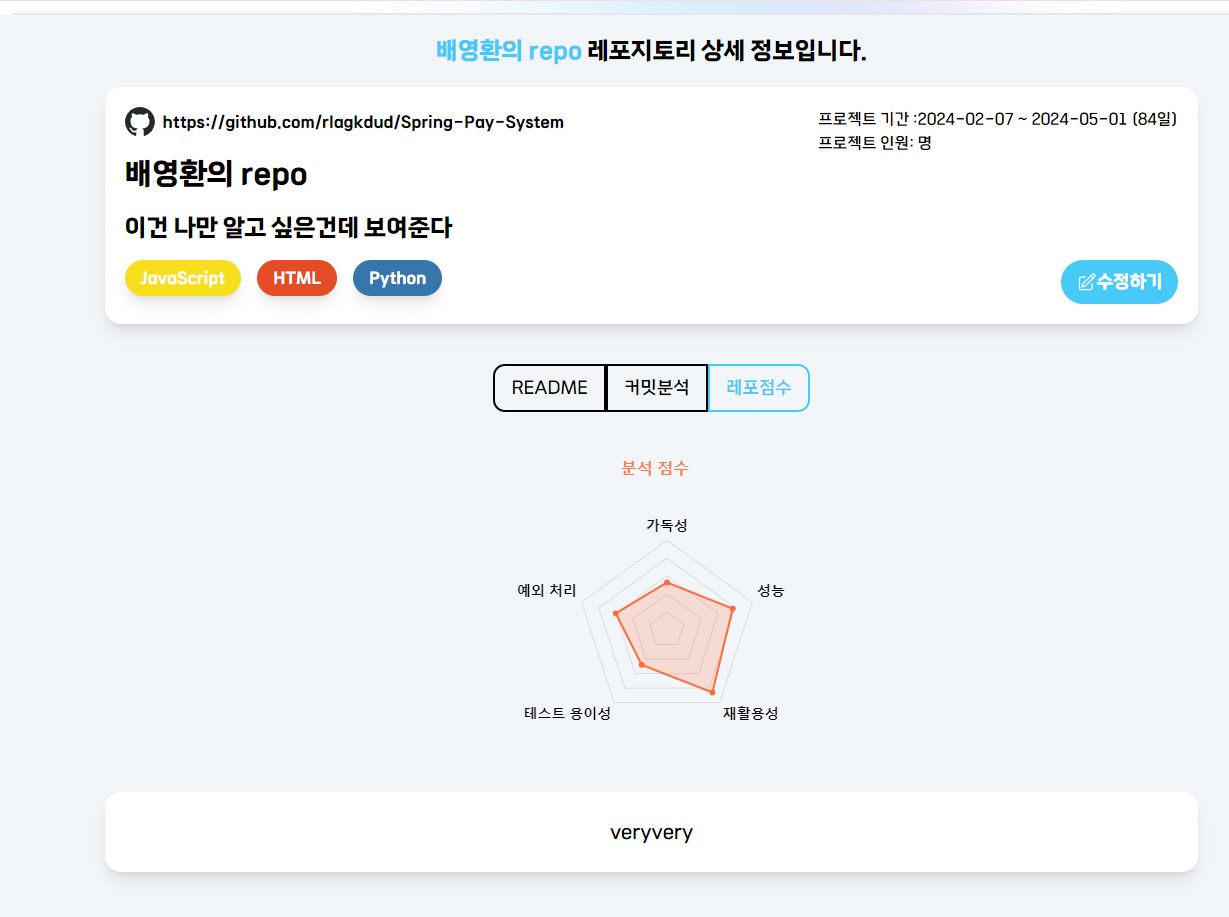 배영환의 repo 레포지토리 상세 정보입니다.
https://github.com/rlagkdud/Spring-Pay-System
프로젝트 기간 :2024-02-07 ~ 2024-05-01 (84일)
프로젝트 인원: 명
배영환의 repo
이건 나만 알고 싶은건데 보여준다
JavaScript HTML Python
수정하기
README 커밋분석 레포점수
분석 점수
가독성
예외 처리 성능
테스트 용이성 재활용성
veryvery